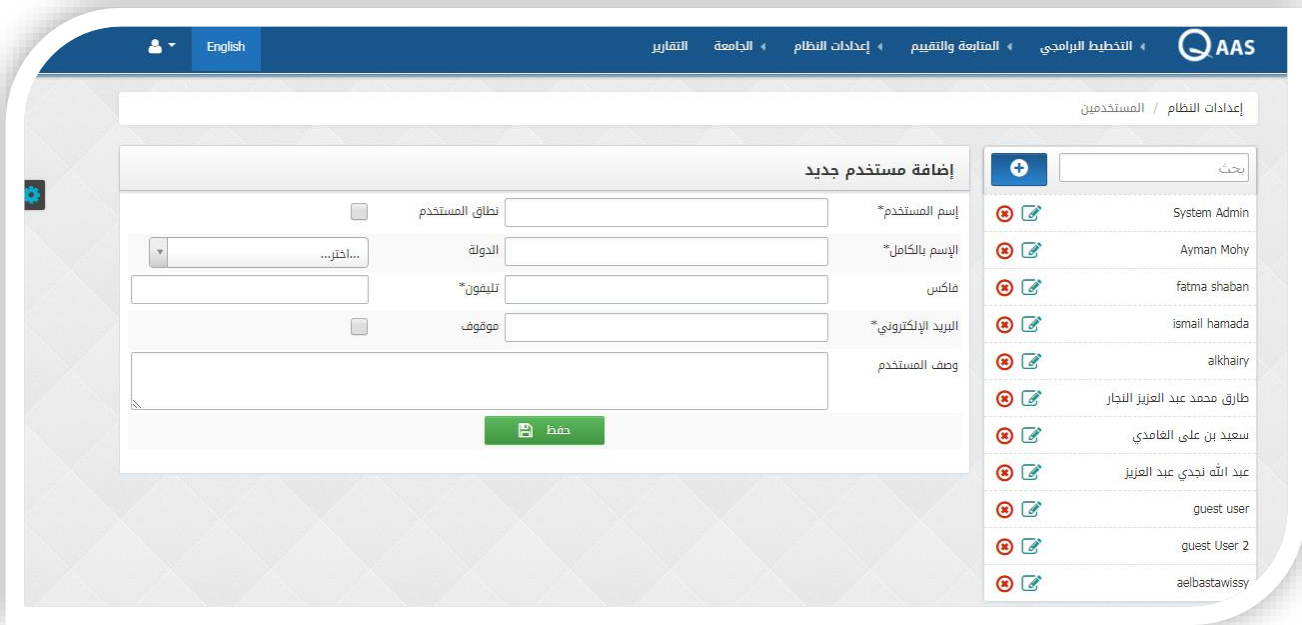 QAAS التخطيط البرامجي المتابعة والتقييم إعدادات النظام الجامعة التقارير English
إعدادات النظام / المستخدمين
بحث
System Admin
Ayman Mohy
fatma shaban
ismail hamada
alkhairy
طارق محمد عبد العزيز النجار
سعيد بن على الغامدي
عبد الله نجدي عبد العزيز
guest user
guest User 2
aelbastawissy
إضافة مستخدم جديد
إسم المستخدم* نطاق المستخدم
الإسم بالكامل* الدولة ...اختر...
فاكس تليفون*
البريد الإلكتروني* موقوف
وصف المستخدم
حفظ